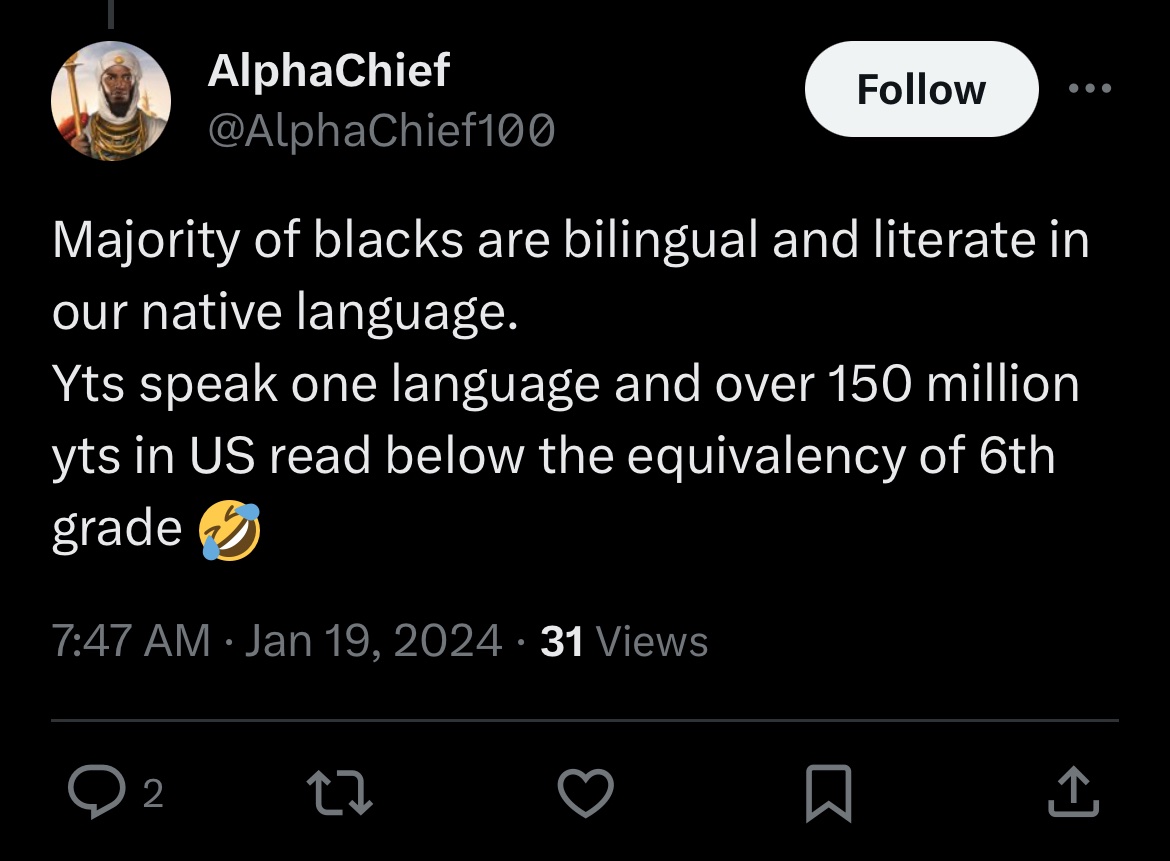 AlphaChief
@AlphaChief100
Follow
Majority of blacks are bilingual and literate in
our native language.
Yts speak one language and over 150 million
yts in US read below the equivalency of 6th
grade 🤣
7:47 AM · Jan 19, 2024 · 31 Views
2